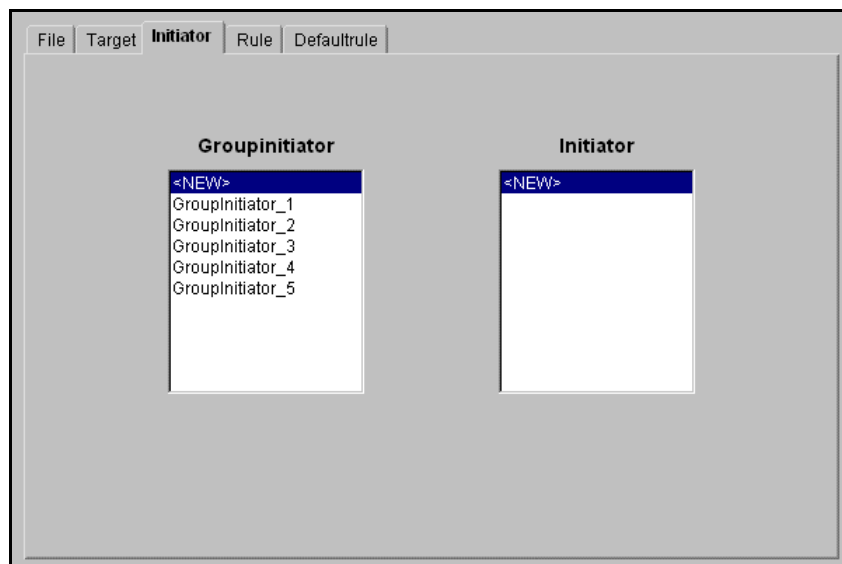 File Target Initiator Rule Defaultrule
Groupinitiator Initiator
<NEW> <NEW>
GroupInitiator_1
GroupInitiator_2
GroupInitiator_3
GroupInitiator_4
GroupInitiator_5